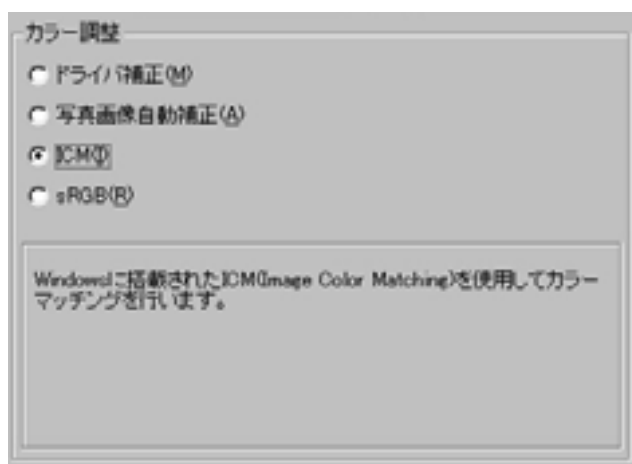 カラー調整
ドライバ補正(M)
写真画像自動補正(A)
ICM(I)
sRGB(R)
Windowsに搭載されたICM(Image Color Matching)を使用してカラー
マッチングを行います。